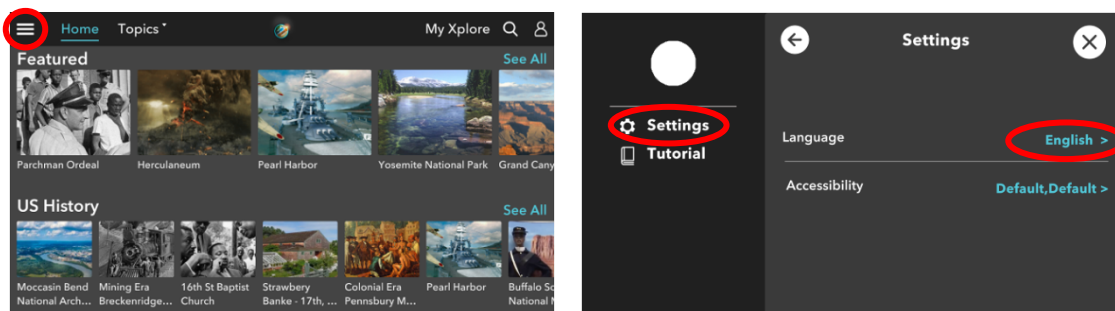 Home Topics My Xplore
Featured See All
Parchman Ordeal Herculaneum Pearl Harbor Yosemite National Park Grand Cany
US History See All
Moccasin Bend Mining Era 16th St Baptist Strawbery Colonial Era Pearl Harbor Buffalo So
National Arch... Breckenridge... Church Banke - 17th, ... Pennsbury M... National
Settings
Tutorial
Settings
Language English >
Accessibility Default,Default >